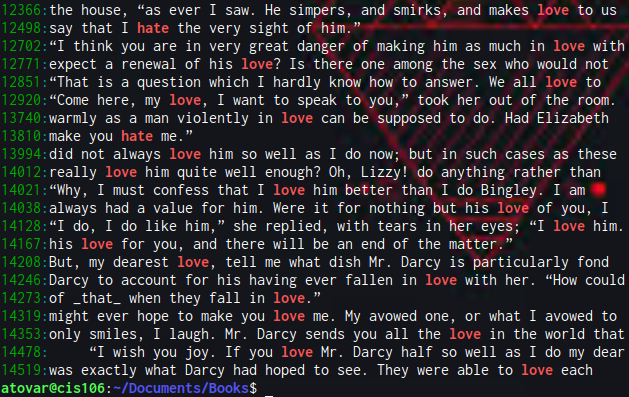 12366:the house, “as ever I saw. He simpers, and smirks, and makes love to us
12498:say that I hate the very sight of him.”
12702:“I think you are in very great danger of making him as much in love with
12771:expect a renewal of his love? Is there one among the sex who would not
12851:“That is a question which I hardly know how to answer. We all love to
12920:“Come here, my love, I want to speak to you,” took her out of the room.
13740:warmly as a man violently in love can be supposed to do. Had Elizabeth
13810:make you hate me.”
13994:did not always love him so well as I do now; but in such cases as these
14012:really love him quite well enough? Oh, Lizzy! do anything rather than
14021:“Why, I must confess that I love him better than I do Bingley. I am
14038:always had a value for him. Were it for nothing but his love of you, I
14128:“I do, I do like him,” she replied, with tears in her eyes; “I love him.
14167:his love for you, and there will be an end of the matter.”
14208:But, my dearest love, tell me what dish Mr. Darcy is particularly fond
14246:Darcy to account for his having ever fallen in love with her. “How could
14273:of _that_ when they fall in love.”
14319:might ever hope to make you love me. My avowed one, or what I avowed to
14353:only smiles, I laugh. Mr. Darcy sends you all the love in the world that
14478:     “I wish you joy. If you love Mr. Darcy half so well as I do my dear
14519:was exactly what Darcy had hoped to see. They were able to love each
atovar@cis106:~/Documents/Books$